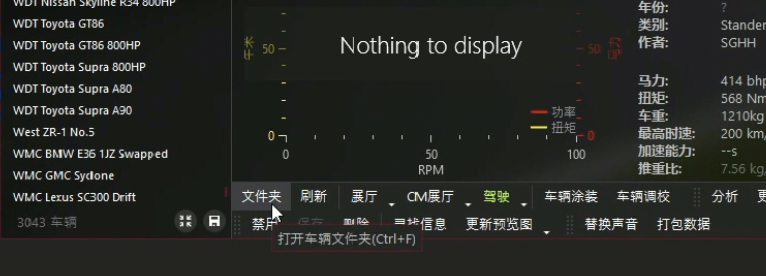 WDT Nissan Skyline R34 800HP
WDT Toyota GT86
WDT Toyota GT86 800HP
WDT Toyota Supra 800HP
WDT Toyota Supra A80
WDT Toyota Supra A90
West ZR-1 No.5
WMC BMW E36 1JZ Swapped
WMC GMC Syclone
WMC Lexus SC300 Drift
3043 车辆
Nothing to display
50
50
功率
扭矩
0
0
0
50
100
RPM
年份: ?
类别: Stander
作者: SGHH
马力: 414 bhp
扭矩: 568 Nm
车重: 1210kg
最高时速: 200 km/
加速能力: --s
推重比: 7.56 kg
文件夹 刷新 展厅 CM展厅 驾驶 车辆涂装 车辆调校 分析 更
禁用 保存 删除 寻找信息 更新预览图 替换声音 打包数据
打开车辆文件夹(Ctrl+F)